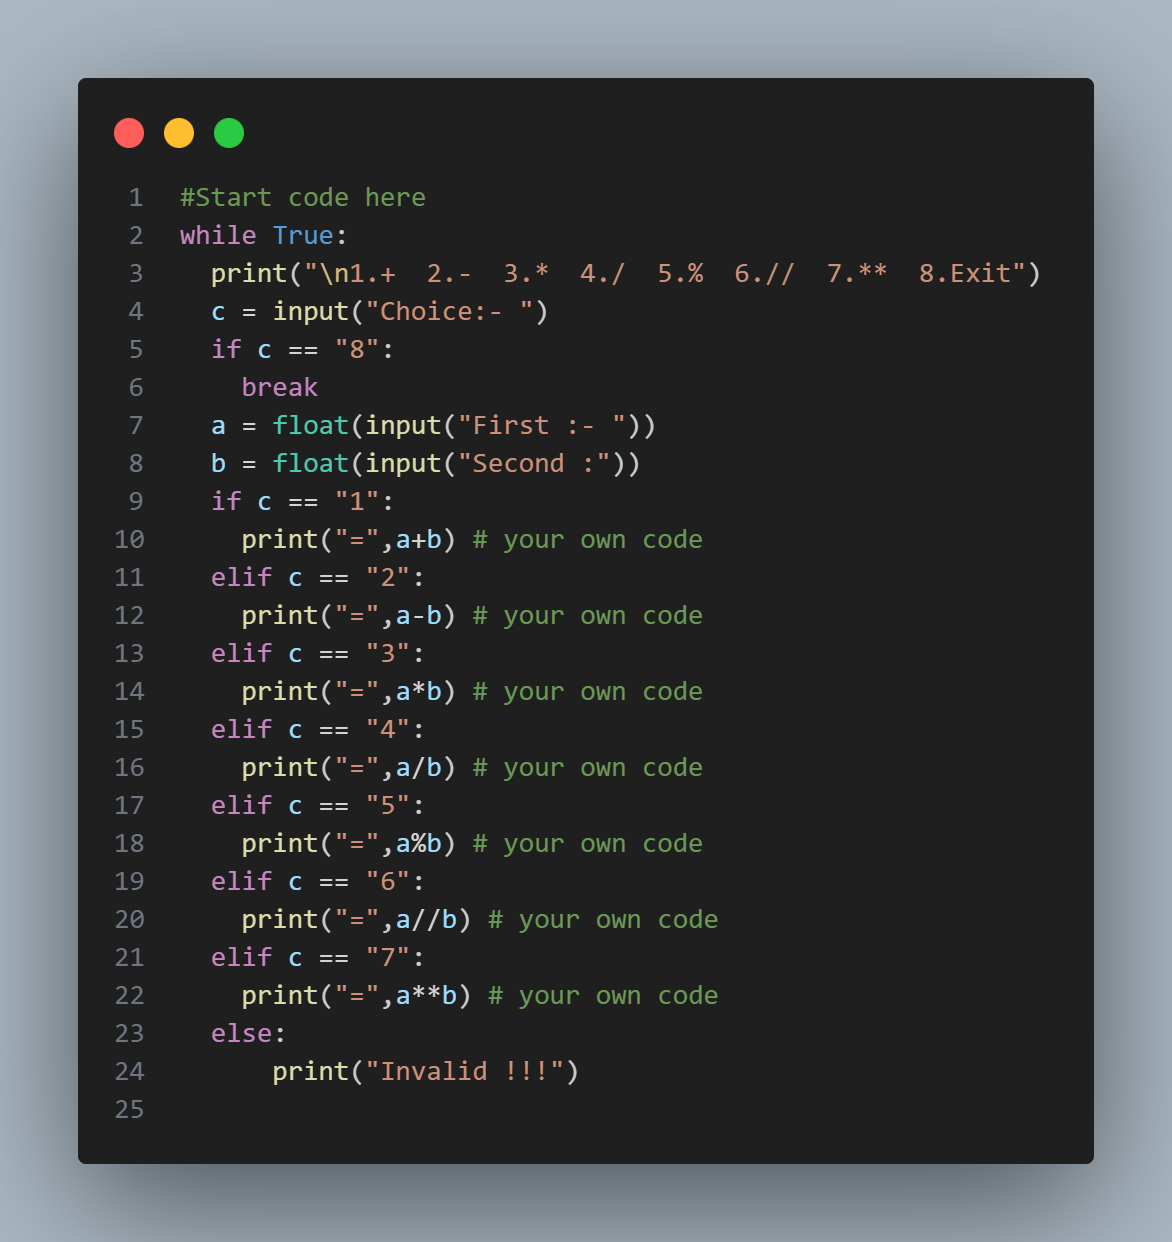 1 #Start code here
2 while True:
3   print("\n1.+  2.-  3.*  4./  5.%  6.//  7.**  8.Exit")
4   c = input("Choice:- ")
5   if c == "8":
6     break
7   a = float(input("First :- "))
8   b = float(input("Second :"))
9   if c == "1":
10     print("=",a+b) # your own code
11   elif c == "2":
12     print("=",a-b) # your own code
13   elif c == "3":
14     print("=",a*b) # your own code
15   elif c == "4":
16     print("=",a/b) # your own code
17   elif c == "5":
18     print("=",a%b) # your own code
19   elif c == "6":
20     print("=",a//b) # your own code
21   elif c == "7":
22     print("=",a**b) # your own code
23   else:
24       print("Invalid !!!")
25